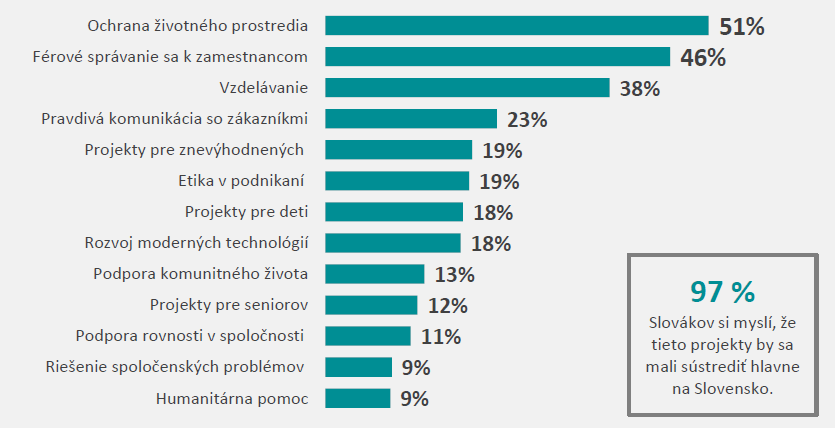 Ochrana životného prostredia 51%
Férové správanie sa k zamestnancom 46%
Vzdelávanie 38%
Pravdivá komunikácia so zákazníkmi 23%
Projekty pre znevýhodnených 19%
Etika v podnikaní 19%
Projekty pre deti 18%
Rozvoj moderných technológií 18%
Podpora komunitného života 13%
Projekty pre seniorov 12%
Podpora rovnosti v spoločnosti 11%
Riešenie spoločenských problémov 9%
Humanitárna pomoc 9%
97 %
Slovákov si myslí, že
tieto projekty by sa
mali sústrediť hlavne
na Slovensko.